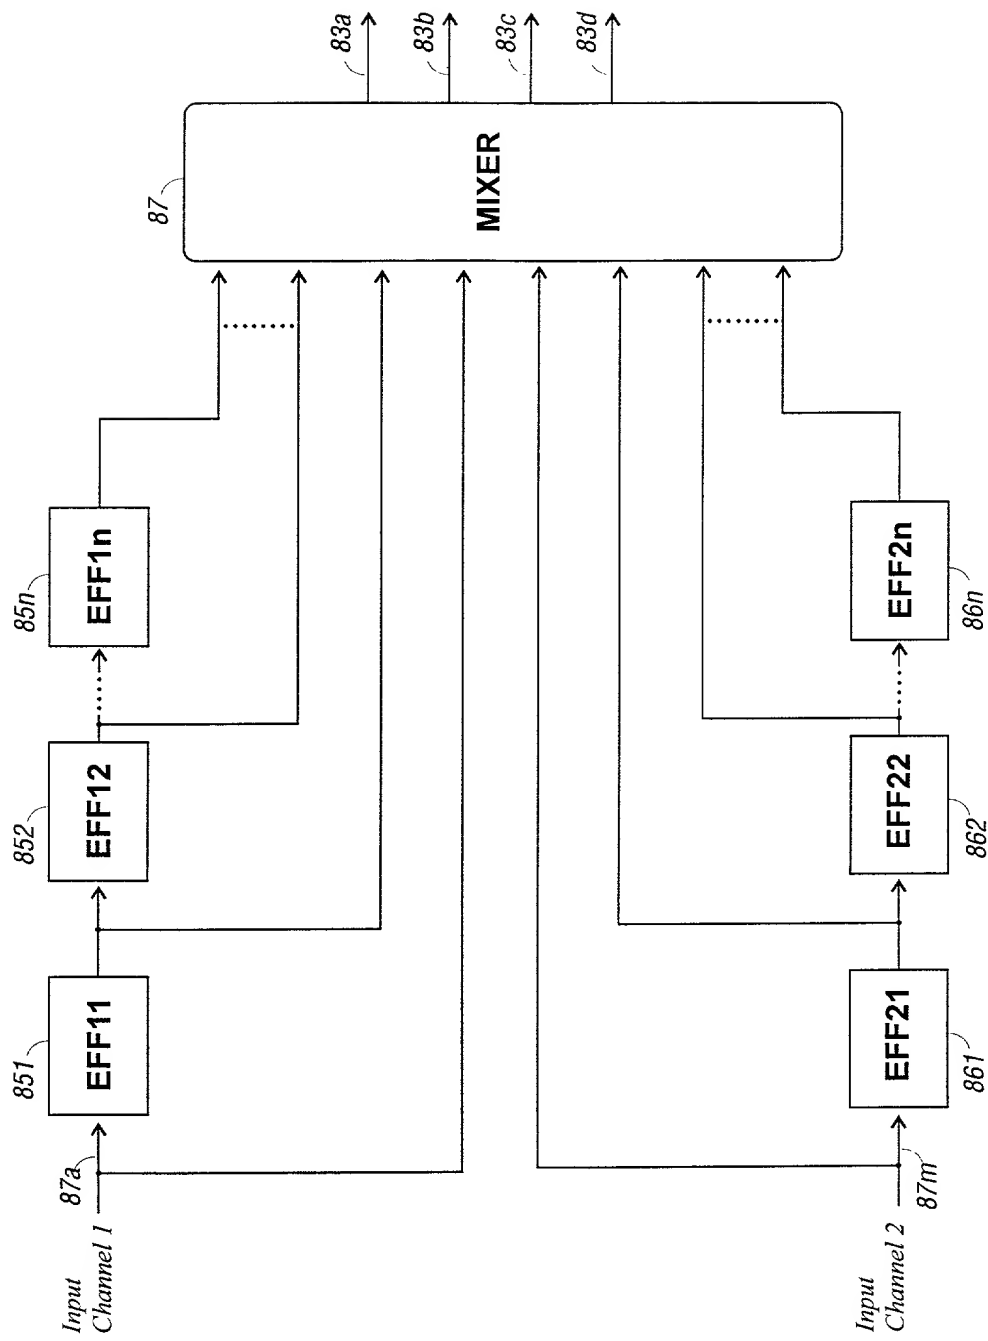 Input
Channel 1
87a
851
EFF11
852
EFF12
85n
EFF1n
87
MIXER
83a
83b
83c
83d
Input
Channel 2
87m
861
EFF21
862
EFF22
86n
EFF2n